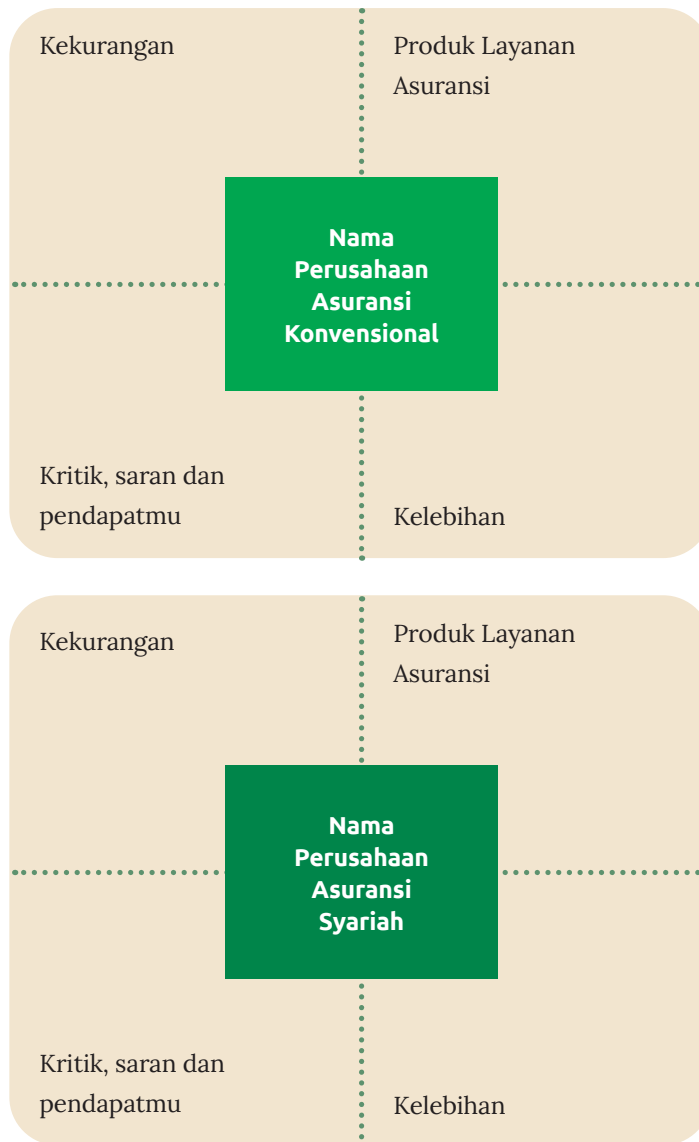 Kekurangan
Produk Layanan
Asuransi
Nama
Perusahaan
Asuransi
Konvensional
Kritik, saran dan
pendapatmu
Kelebihan
Kekurangan
Produk Layanan
Asuransi
Nama
Perusahaan
Asuransi
Syariah
Kritik, saran dan
pendapatmu
Kelebihan